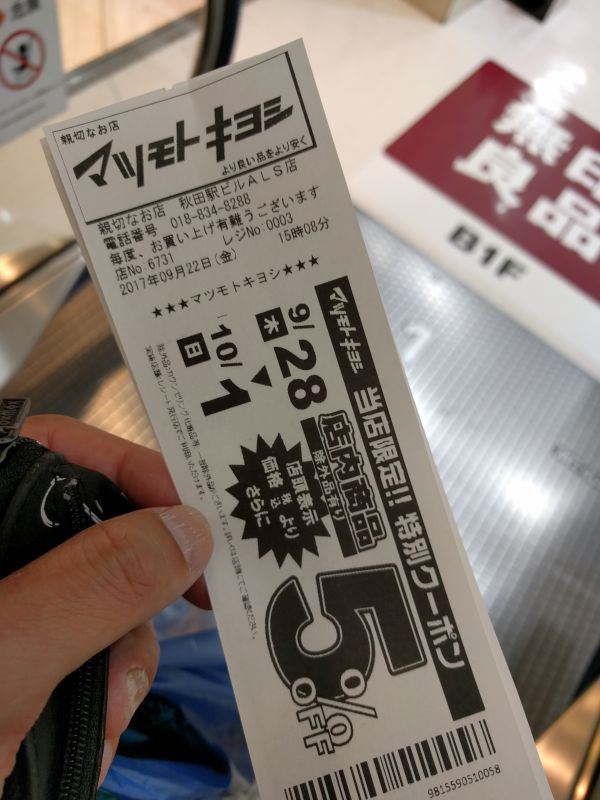 親切なお店
マツモトキヨシ
より良い品をより安く
親切なお店 秋田駅ビルALS店
電話番号 018-834-8288
毎度、お買い上げ有難うございます
店No:6731 レジNo:0003
2017年09月22日(金) 15時08分
★★★マツモトキヨシ★★★
マツモトキヨシ 当店限定!! 特別クーポン
9/28 木
10/1 日
店内商品
除外品有り
店頭表示
価格 税込 より
さらに
5%OFF
9815590510058
無印
良品
B1F